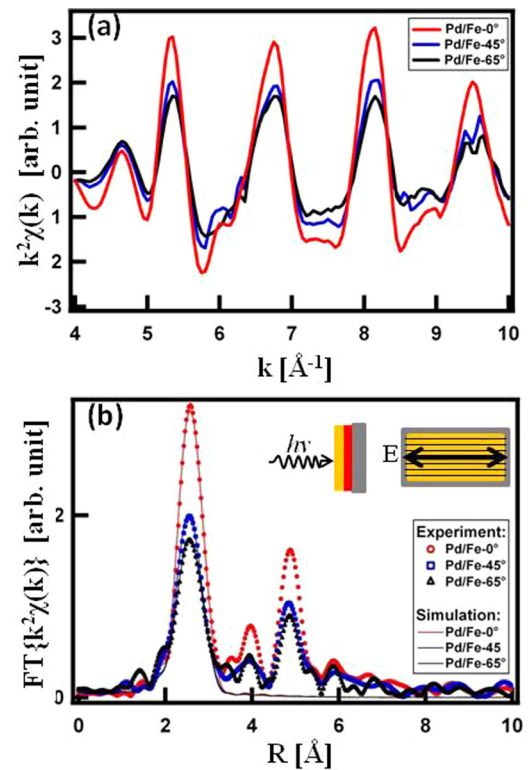 (a)
Pd/Fe-0°
Pd/Fe-45°
Pd/Fe-65°
k²χ(k) [arb. unit]
3
2
1
0
1
2
-3
4
5
6
7
8
9
10
k [Å⁻¹]
(b)
hν
E
Experiment:
Pd/Fe-0°
Pd/Fe-45°
Pd/Fe-65°
Simulation:
Pd/Fe-0°
Pd/Fe-45
Pd/Fe-65°
FT{k²χ(k)} [arb. unit]
2
0
0
2
4
6
8
10
R [Å]